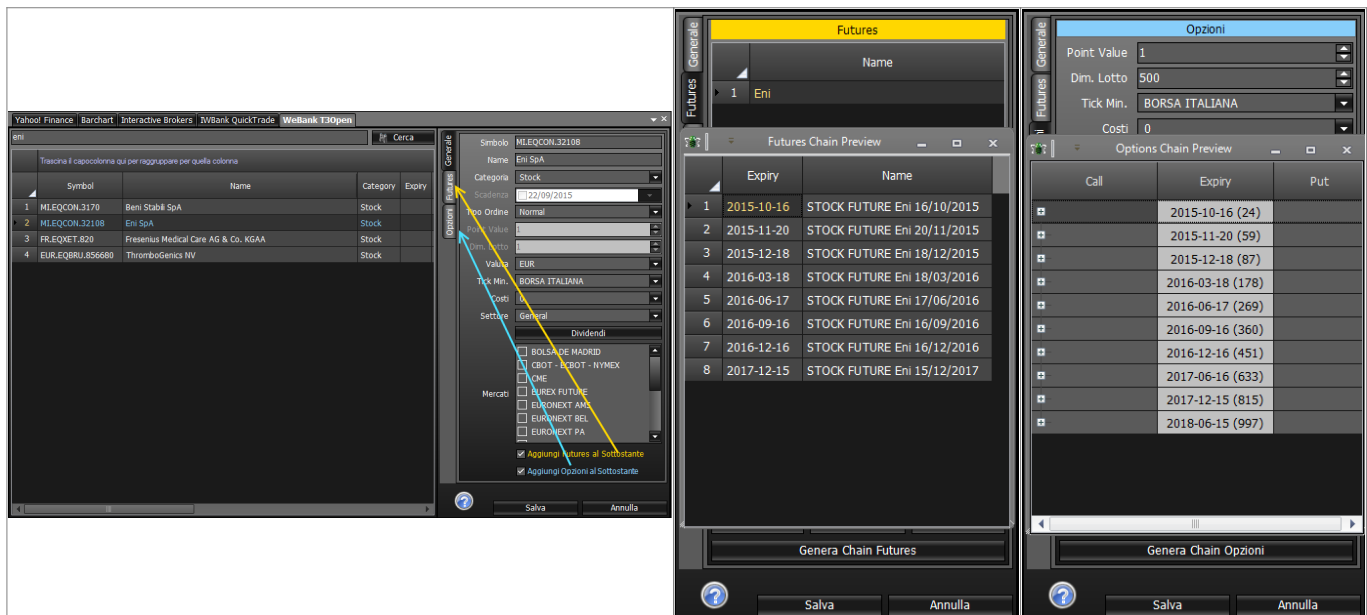 Yahoo! Finance Barchart Interactive Brokers IWBank QuickTrade WeBank T3Open
eni Cerca
Trascina il capocolonna qui per raggruppare per quella colonna
Symbol Name Category Expiry
1 MI.EQCON.3170 Beni Stabili SpA Stock
2 MI.EQCON.32108 Eni SpA Stock
3 FR.EQXET.820 Fresenius Medical Care AG & Co. KGAA Stock
4 EUR.EQBRU.856680 ThromboGenics NV Stock
Generale
Futures
Opzioni
Simbolo MI.EQCON.32108
Name Eni SpA
Categoria Stock
Scadenza 22/09/2015
Tipo Ordine Normal
Point Value 1
Dim. Lotto 1
Valuta EUR
Tick Min. BORSA ITALIANA
Costi 0
Settore General
Dividendi
Mercati
BOLSA DE MADRID
CBOT - ECBOT - NYMEX
CME
EUREX FUTURE
EURONEXT AMS
EURONEXT BEL
EURONEXT PA
Aggiungi Futures al Sottostante
Aggiungi Opzioni al Sottostante
Salva Annulla
Generale
Futures
Futures
Name
1 Eni
Futures Chain Preview
Expiry Name
1 2015-10-16 STOCK FUTURE Eni 16/10/2015
2 2015-11-20 STOCK FUTURE Eni 20/11/2015
3 2015-12-18 STOCK FUTURE Eni 18/12/2015
4 2016-03-18 STOCK FUTURE Eni 18/03/2016
5 2016-06-17 STOCK FUTURE Eni 17/06/2016
6 2016-09-16 STOCK FUTURE Eni 16/09/2016
7 2016-12-16 STOCK FUTURE Eni 16/12/2016
8 2017-12-15 STOCK FUTURE Eni 15/12/2017
Genera Chain Futures
Salva Annulla
Generale
Futures
Opzioni
Point Value 1
Dim. Lotto 500
Tick Min. BORSA ITALIANA
Costi 0
Options Chain Preview
Call Expiry Put
2015-10-16 (24)
2015-11-20 (59)
2015-12-18 (87)
2016-03-18 (178)
2016-06-17 (269)
2016-09-16 (360)
2016-12-16 (451)
2017-06-16 (633)
2017-12-15 (815)
2018-06-15 (997)
Genera Chain Opzioni
Salva Annulla